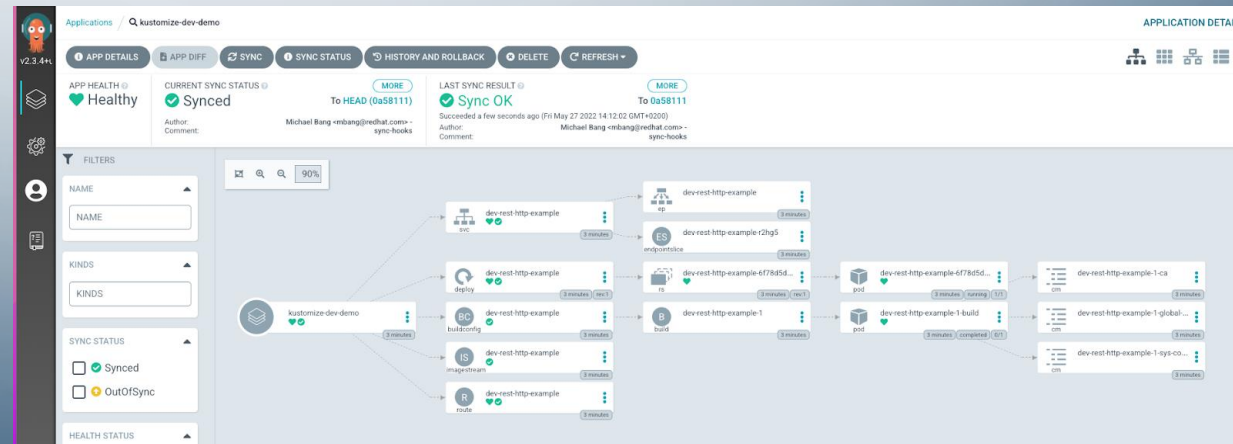 Applications / kustomize-dev-demo
APPLICATION DETAI
v2.3.4+
APP DETAILS
APP DIFF
SYNC
SYNC STATUS
HISTORY AND ROLLBACK
DELETE
REFRESH
APP HEALTH
Healthy
CURRENT SYNC STATUS
MORE
Synced
To HEAD (0a58111)
Author: Michael Bang <mbang@redhat.com> -
Comment: sync-hooks
LAST SYNC RESULT
MORE
Sync OK
To 0a58111
Succeeded a few seconds ago (Fri May 27 2022 14:12:02 GMT+0200)
Author: Michael Bang <mbang@redhat.com> -
Comment: sync-hooks
FILTERS
NAME
NAME
KINDS
KINDS
SYNC STATUS
Synced
OutOfSync
HEALTH STATUS
90%
kustomize-dev-demo
3 minutes
dev-rest-http-example
svc
3 minutes
dev-rest-http-example
ep
3 minutes
dev-rest-http-example-r2hg5
ES
endpointslice
3 minutes
dev-rest-http-example
deploy
3 minutes rev:1
dev-rest-http-example-6f78d5d...
rs
3 minutes rev:1
dev-rest-http-example-6f78d5d...
pod
3 minutes running 1/1
dev-rest-http-example-1-ca
cm
3 minutes
BC
dev-rest-http-example
buildconfig
3 minutes
B
dev-rest-http-example-1
build
3 minutes
dev-rest-http-example-1-build
pod
3 minutes completed 0/1
dev-rest-http-example-1-global-...
cm
3 minutes
IS
dev-rest-http-example
imagestream
3 minutes
dev-rest-http-example-1-sys-co...
cm
3 minutes
R
dev-rest-http-example
route
3 minutes